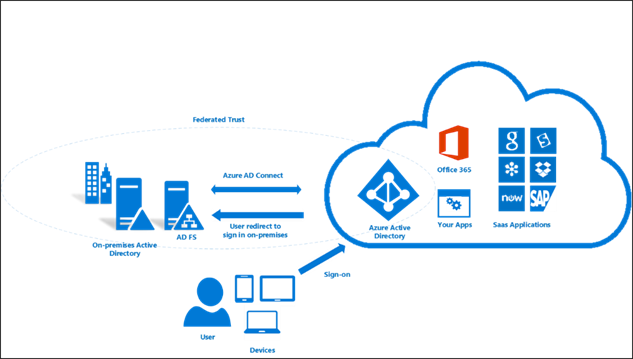 Federated Trust
Azure AD Connect
Office 365
g
now
SAP
On-premises Active
Directory
AD FS
User redirect to
sign in on-premises
Azure Active
Directory
Your Apps
Saas Applications
Sign-on
User
Devices